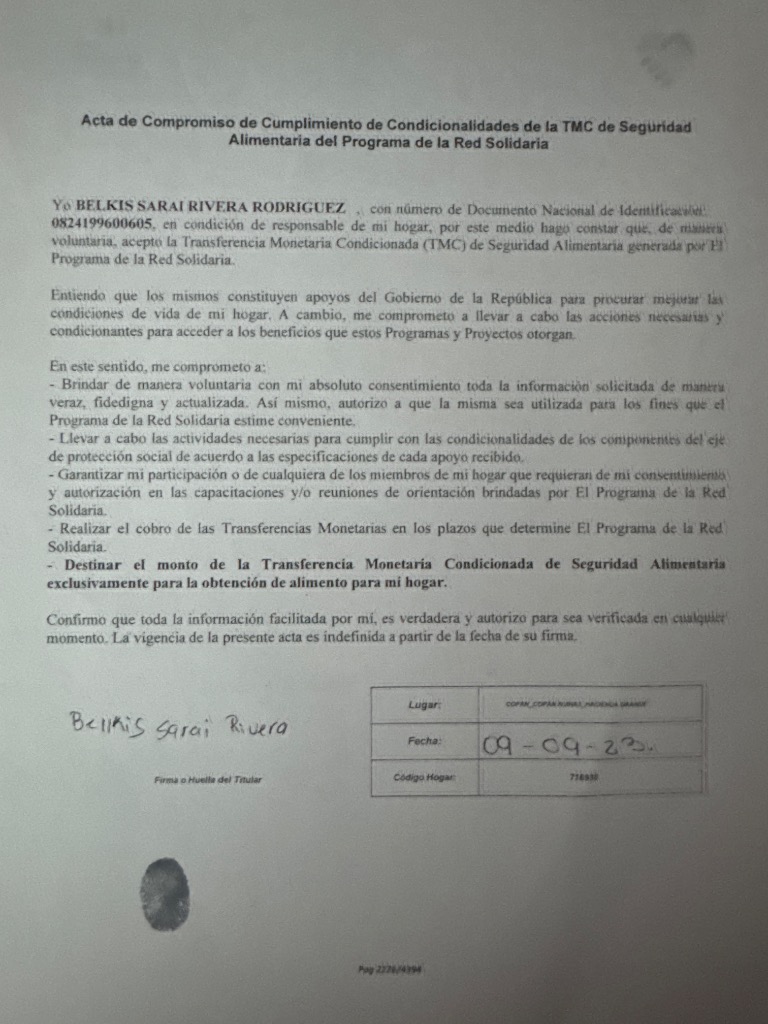 Acta de Compromiso de Cumplimiento de Condicionalidades de la TMC de Seguridad
Alimentaria del Programa de la Red Solidaria
Yo BELKIS SARAI RIVERA RODRIGUEZ , con número de Documento Nacional de Identificación:
0824199600605, en condición de responsable de mi hogar, por este medio hago constar que, de manera
voluntaria, acepto la Transferencia Monetaria Condicionada (TMC) de Seguridad Alimentaria generada por El
Programa de la Red Solidaria.
Entiendo que los mismos constituyen apoyos del Gobierno de la República para procurar mejorar las
condiciones de vida de mi hogar. A cambio, me comprometo a llevar a cabo las acciones necesarias y
condicionantes para acceder a los beneficios que estos Programas y Proyectos otorgan.
En este sentido, me comprometo a:
- Brindar de manera voluntaria con mi absoluto consentimiento toda la información solicitada de manera
veraz, fidedigna y actualizada. Así mismo, autorizo a que la misma sea utilizada para los fines que el
Programa de la Red Solidaria estime conveniente.
- Llevar a cabo las actividades necesarias para cumplir con las condicionalidades de los componentes del eje
de protección social de acuerdo a las especificaciones de cada apoyo recibido.
- Garantizar mi participación o de cualquiera de los miembros de mi hogar que requieran de mi consentimiento
y autorización en las capacitaciones y/o reuniones de orientación brindadas por El Programa de la Red
Solidaria.
- Realizar el cobro de las Transferencias Monetarias en los plazos que determine El Programa de la Red
Solidaria.
- Destinar el monto de la Transferencia Monetaria Condicionada de Seguridad Alimentaria
exclusivamente para la obtención de alimento para mi hogar.
Confirmo que toda la información facilitada por mí, es verdadera y autorizo para sea verificada en cualquier
momento. La vigencia de la presente acta es indefinida a partir de la fecha de su firma.
Bellkis Sarai Rivera
Firma o Huella del Titular
Lugar: COPAN_COPAN RUINAS_HACIENDA GRANDE
Fecha: 09-09-23.
Código Hogar:
Pag